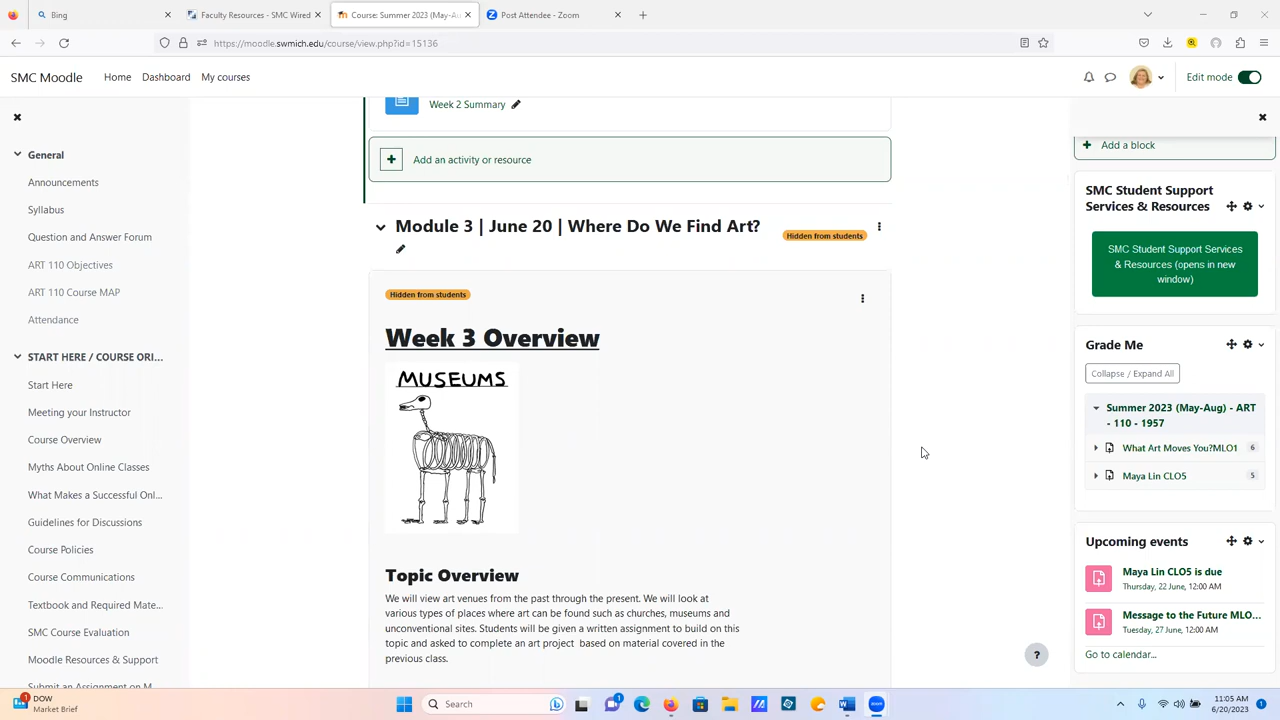 Bing
Faculty Resources - SMC Wired
Course: Summer 2023 (May-Au
Post Attendee - Zoom
https://moodle.swmich.edu/course/view.php?id=15136
SMC Moodle
Home
Dashboard
My courses
Edit mode
General
Announcements
Syllabus
Question and Answer Forum
ART 110 Objectives
ART 110 Course MAP
Attendance
START HERE / COURSE ORI...
Start Here
Meeting your Instructor
Course Overview
Myths About Online Classes
What Makes a Successful Onl...
Guidelines for Discussions
Course Policies
Course Communications
Textbook and Required Mate...
SMC Course Evaluation
Moodle Resources & Support
Submit an Assignment on M
Week 2 Summary
Add an activity or resource
Module 3 | June 20 | Where Do We Find Art?
Hidden from students
Hidden from students
Week 3 Overview
MUSEUMS
Topic Overview
We will view art venues from the past through the present. We will look at
various types of places where art can be found such as churches, museums and
unconventional sites. Students will be given a written assignment to build on this
topic and asked to complete an art project based on material covered in the
previous class.
Add a block
SMC Student Support
Services & Resources
SMC Student Support Services
& Resources (opens in new
window)
Grade Me
Collapse / Expand All
Summer 2023 (May-Aug) - ART
- 110 - 1957
What Art Moves You?MLO1 6
Maya Lin CLO5 5
Upcoming events
Maya Lin CLO5 is due
Thursday, 22 June, 12:00 AM
Message to the Future MLO...
Tuesday, 27 June, 12:00 AM
Go to calendar...
?
1
DOW
Market Brief
Search
1
zoom
11:05 AM
6/20/2023
1